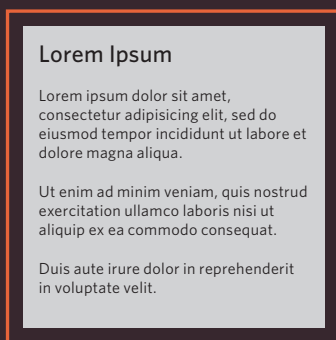 Lorem Ipsum
Lorem ipsum dolor sit amet,
consectetur adipisicing elit, sed do
eiusmod tempor incididunt ut labore et
dolore magna aliqua.
Ut enim ad minim veniam, quis nostrud
exercitation ullamco laboris nisi ut
aliquip ex ea commodo consequat.
Duis aute irure dolor in reprehenderit
in voluptate velit.